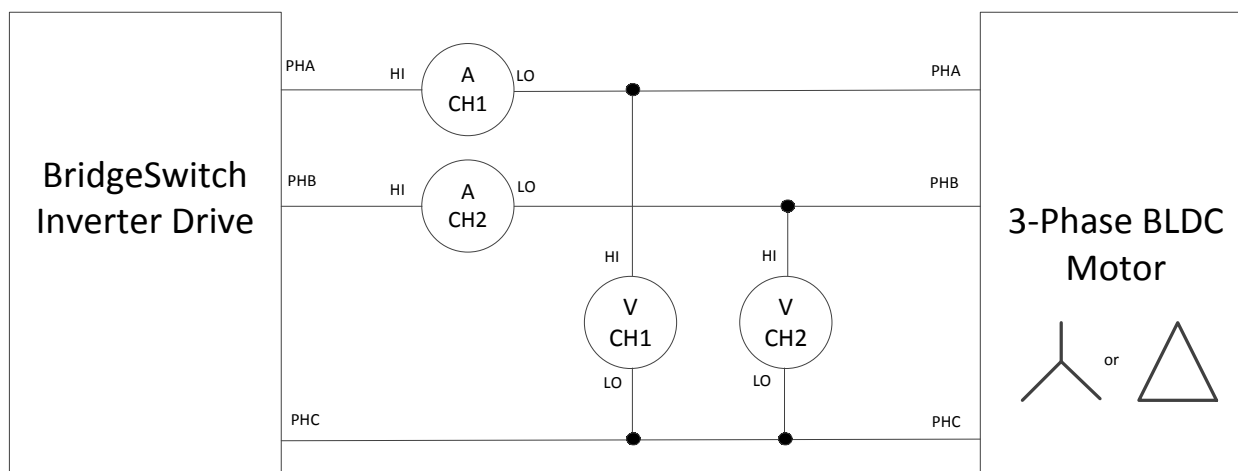 PHA
HI
A
CH1
LO
PHA
BridgeSwitch
Inverter Drive
PHB
HI
A
CH2
LO
PHB
3-Phase BLDC
Motor
HI
V
CH1
LO
HI
V
CH2
LO
or
PHC
PHC